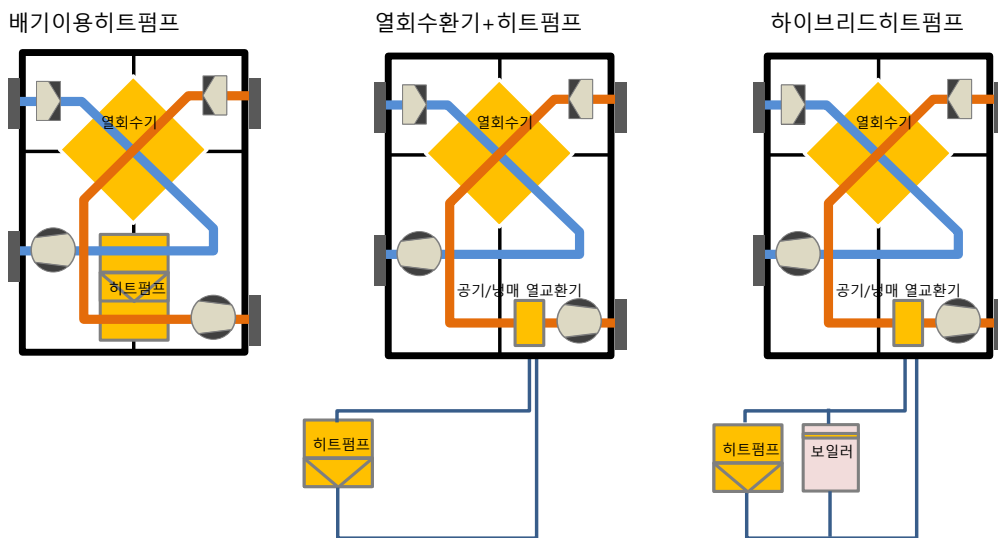 배기이용히트펌프
열회수환기+히트펌프
하이브리드히트펌프
열회수기
열회수기
열회수기
히트펌프
공기/냉매 열교환기
공기/냉매 열교환기
히트펌프
히트펌프
보일러